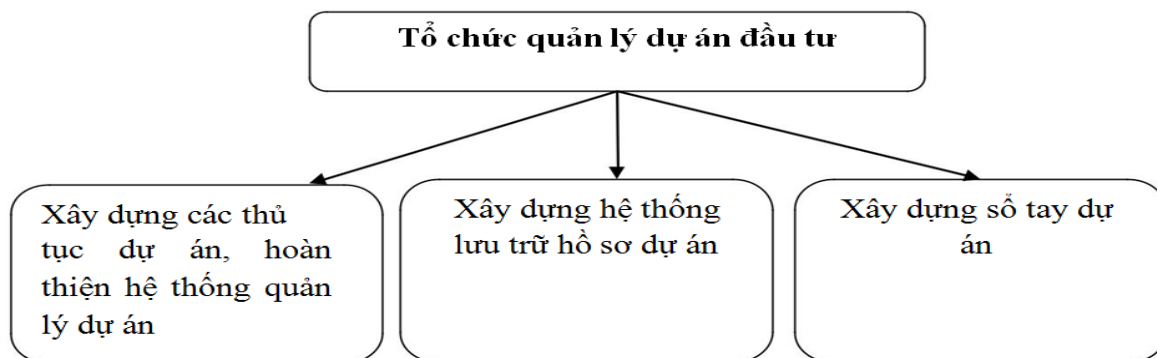 Tổ chức quản lý dự án đầu tư
Xây dựng các thủ
tục dự án, hoàn
thiện hệ thống quản
lý dự án
Xây dựng hệ thống
lưu trữ hồ sơ dự án
Xây dựng sổ tay dự
án